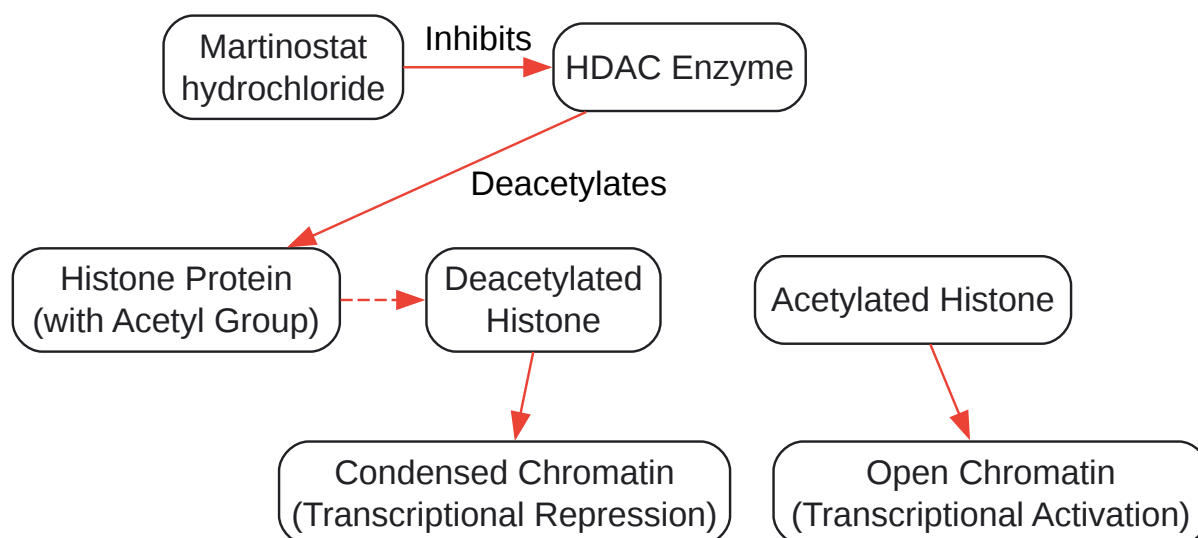 Martinostat
hydrochloride
Inhibits
HDAC Enzyme
Deacetylates
Histone Protein
(with Acetyl Group)
Deacetylated
Histone
Acetylated Histone
Condensed Chromatin
(Transcriptional Repression)
Open Chromatin
(Transcriptional Activation)